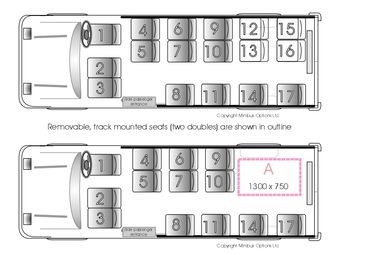 4 6 9 12 15
1
5 7 10 13 16
2
3
side passenger
entrance
8 11 14 17
Copyright Minibus Options Ltd
Removable, track mounted seats (two doubles) are shown in outline
4 6 9
1
A
5 7 10
1300 x 750
2
3
side passenger
entrance
8 11 14 17
Copyright Minibus Options Ltd